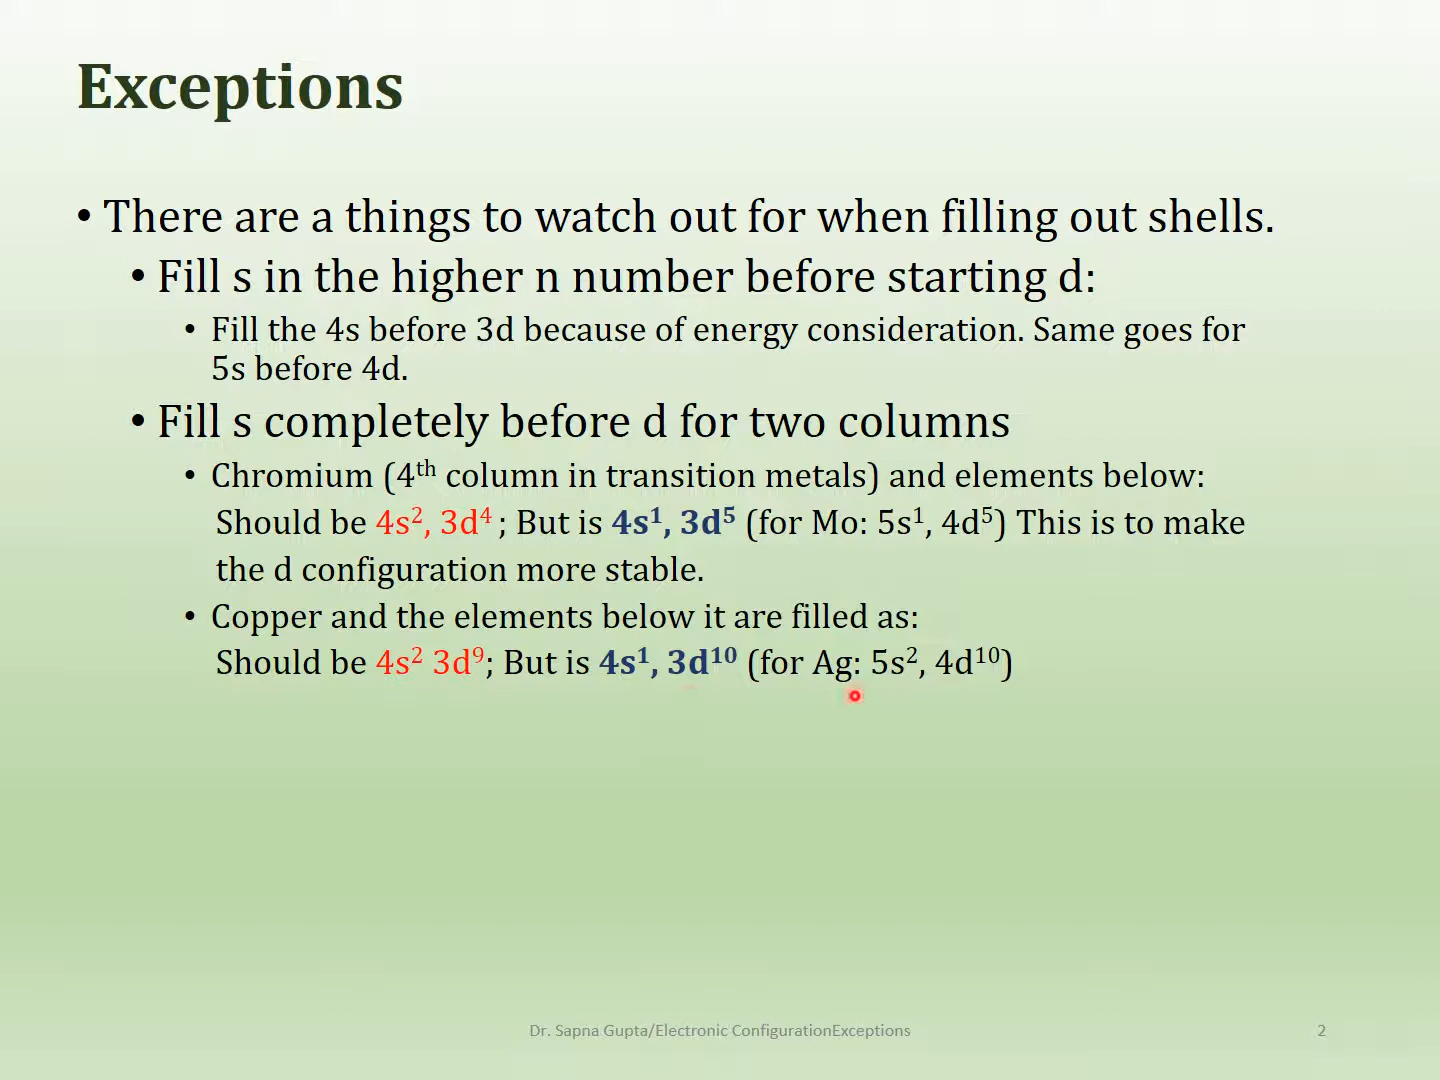 Exceptions
• There are a things to watch out for when filling out shells.
• Fill s in the higher n number before starting d:
• Fill the 4s before 3d because of energy consideration. Same goes for
5s before 4d.
• Fill s completely before d for two columns
• Chromium (4th column in transition metals) and elements below:
Should be 4s², 3d⁴ ; But is 4s¹, 3d⁵ (for Mo: 5s¹, 4d⁵) This is to make
the d configuration more stable.
• Copper and the elements below it are filled as:
Should be 4s² 3d⁹; But is 4s¹, 3d¹⁰ (for Ag: 5s², 4d¹⁰)
Dr. Sapna Gupta/Electronic ConfigurationExceptions
2